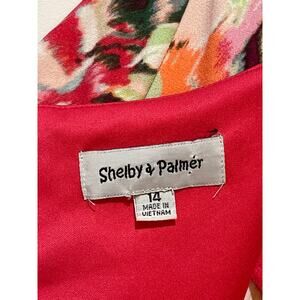 Shelby & Palmér
14
MADE IN
VIETNAM